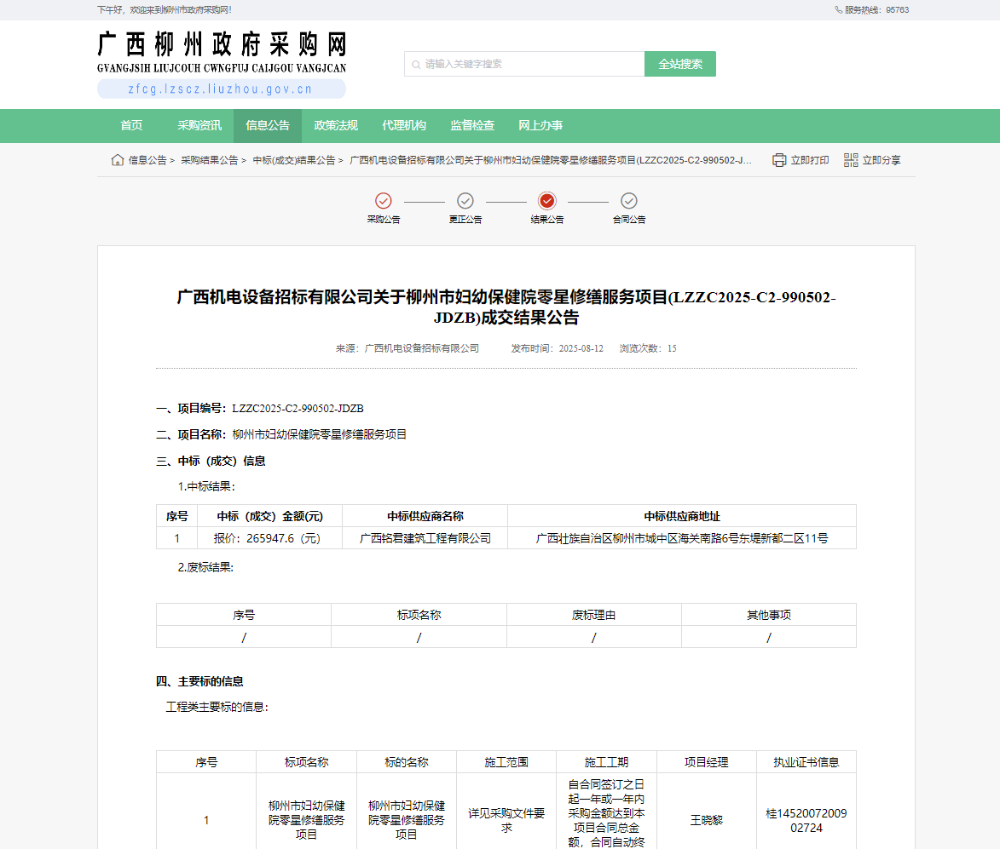 下午好，欢迎来到柳州市政府采购网！
服务热线：95763
广西柳州政府采购网
GVANGJSIH LIUJCOUH CWNGFUJ CAIJGOU VANGJCAN
zfcg.lzscz.liuzhou.gov.cn
请输入关键字搜索
全站搜索
首页 采购资讯 信息公告 政策法规 代理机构 监督检查 网上办事
信息公告 > 采购结果公告 > 中标(成交)结果公告 > 广西机电设备招标有限公司关于柳州市妇幼保健院零星修缮服务项目(LZZC2025-C2-990502-J...
立即打印 立即分享
采购公告 更正公告 结果公告 合同公告
广西机电设备招标有限公司关于柳州市妇幼保健院零星修缮服务项目(LZZC2025-C2-990502-
JDZB)成交结果公告
来源：广西机电设备招标有限公司 发布时间：2025-08-12 浏览次数：15
一、项目编号：LZZC2025-C2-990502-JDZB
二、项目名称：柳州市妇幼保健院零星修缮服务项目
三、中标（成交）信息
1.中标结果：
序号 中标（成交）金额(元) 中标供应商名称 中标供应商地址
1 报价：265947.6（元） 广西铭君建筑工程有限公司 广西壮族自治区柳州市城中区海关南路6号东堤新都二区11号
2.废标结果:
序号 标项名称 废标理由 其他事项
/ / / /
四、主要标的信息
工程类主要标的信息：
序号 标项名称 标的名称 施工范围 施工工期 项目经理 执业证书信息
1
柳州市妇幼保健
院零星修缮服务
项目
柳州市妇幼保健
院零星修缮服务
项目
详见采购文件要
求
自合同签订之日
起一年或一年内
采购金额达到本
项目合同总金
额，合同自动终
王晓黎
桂14520072009
02724